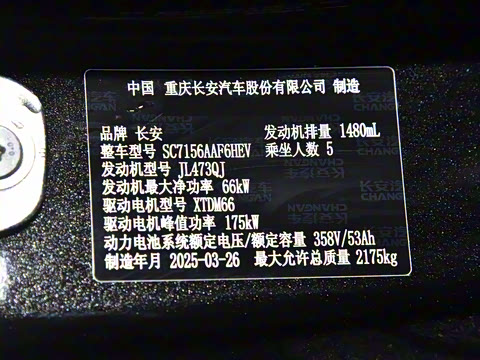 中国 重庆长安汽车股份有限公司 制造
品牌 长安 发动机排量 1480mL
整车型号 SC7156AAF6HEV 乘坐人数 5
发动机型号 JL473QJ
发动机最大净功率 66kW
驱动电机型号 XTDM66
驱动电机峰值功率 175kW
动力电池系统额定电压/额定容量 358V/53Ah
制造年月 2025-03-26 最大允许总质量 2175kg